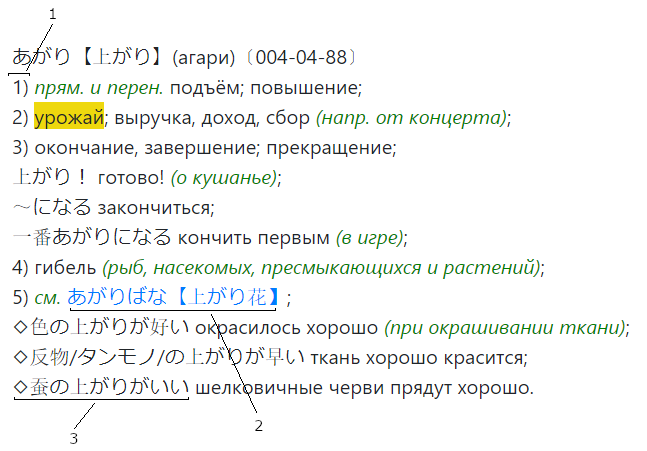 1
あがり【上がり】(агари)〔004-04-88〕
1) прям. и перен. подъём; повышение;
2) урожай; выручка, доход, сбор (напр. от концерта);
3) окончание, завершение; прекращение;
上がり！ готово! (о кушанье);
～になる закончиться;
一番あがりになる кончить первым (в игре);
4) гибель (рыб, насекомых, пресмыкающихся и растений);
5) см. あがりばな【上がり花】;
◇色の上がりが好い окрасилось хорошо (при окрашивании ткани);
◇反物/タンモノ/の上がりが早い ткань хорошо красится;
◇蚕の上がりがいい шелковичные черви прядут хорошо.
2
3